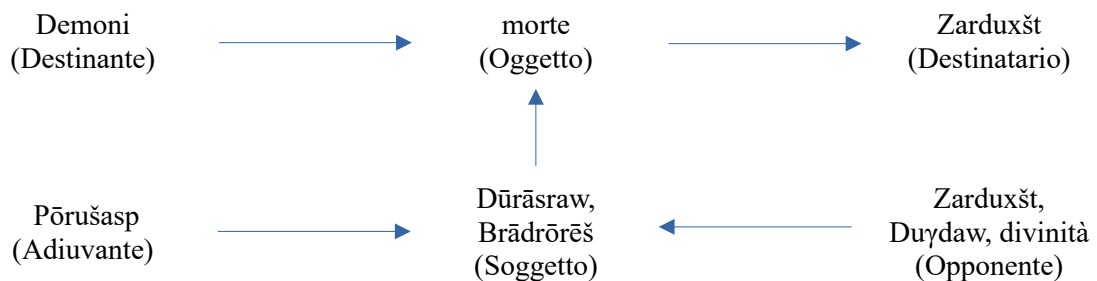 Demoni
(Destinante)
morte
(Oggetto)
Zarduxšt
(Destinatario)
Pōrušasp
(Adiuvante)
Dūrāsraw,
Brādrōrēš
(Soggetto)
Zarduxšt,
Duγdaw, divinità
(Opponente)